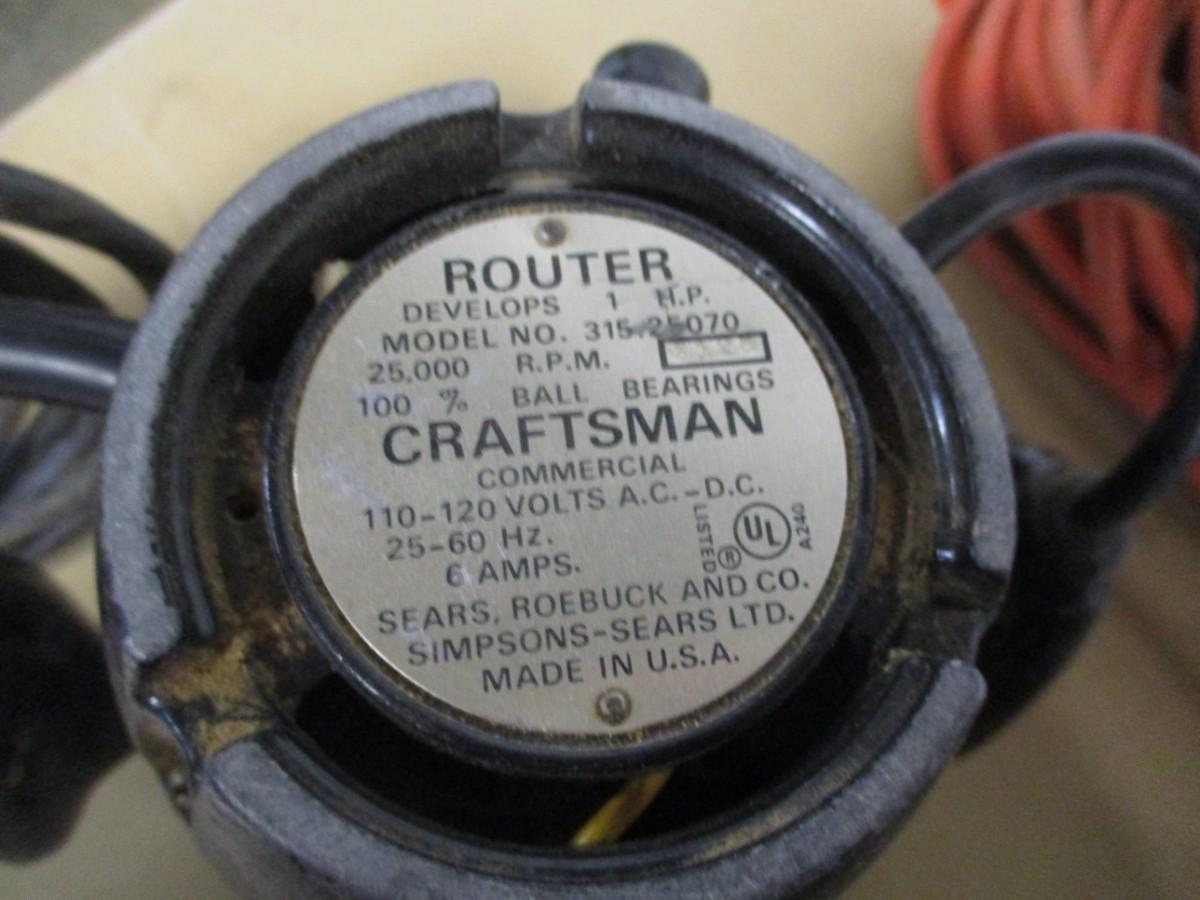 ROUTER
DEVELOPS 1 H.P.
MODEL NO. 315.25070
25,000 R.P.M.
100 % BALL BEARINGS
CRAFTSMAN
COMMERCIAL
110-120 VOLTS A.C.-D.C.
25-60 Hz.
6 AMPS.
LISTED ® UL A240
SEARS, ROEBUCK AND CO.
SIMPSONS-SEARS LTD.
MADE IN U.S.A.